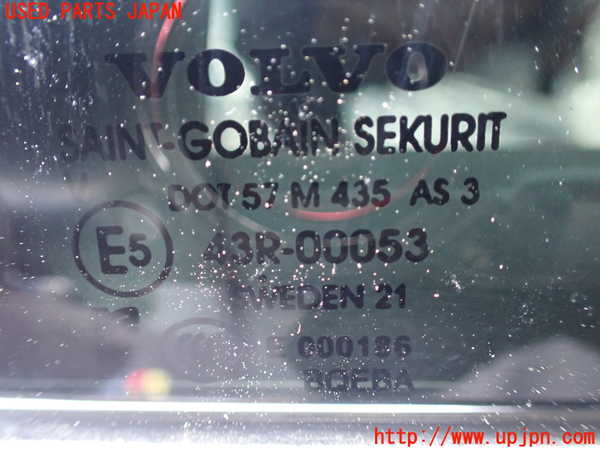 USED PARTS JAPAN
VOLVO
SAINT-GOBAIN SEKURIT
DOT 57 M 435 AS 3
E5 43R-00053
SWEDEN 21
E 000186
http://www.upjpn.com/